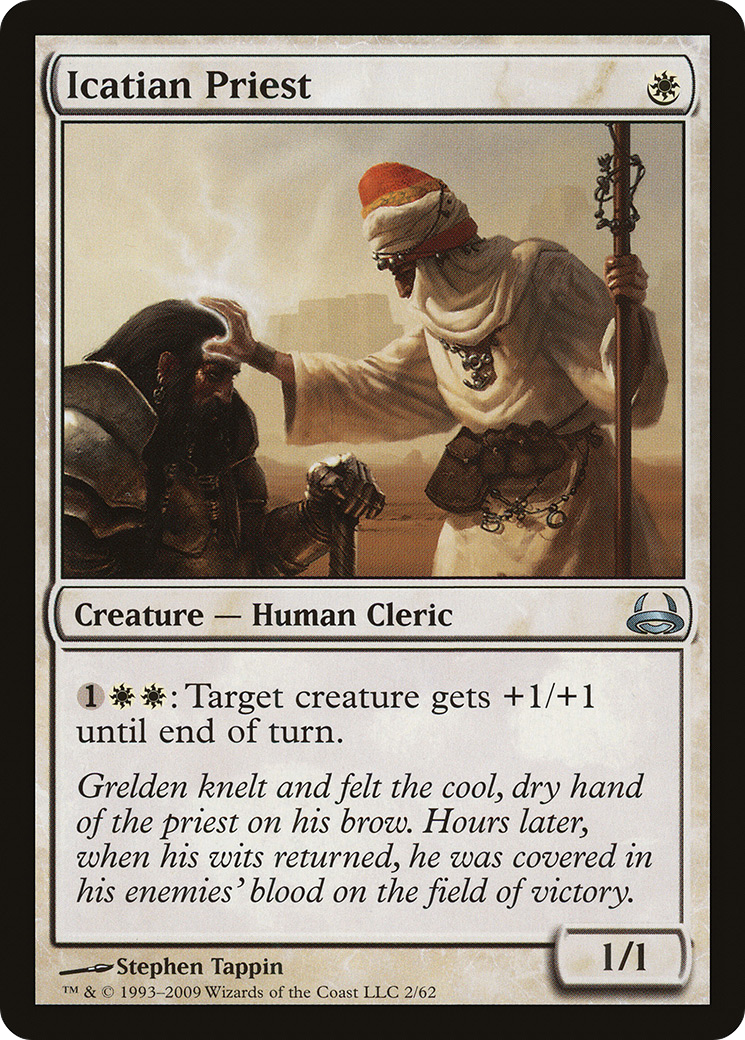 Icatian Priest
Creature — Human Cleric
1: Target creature gets +1/+1
until end of turn.
Grelden knelt and felt the cool, dry hand
of the priest on his brow. Hours later,
when his wits returned, he was covered in
his enemies' blood on the field of victory.
1/1
Stephen Tappin
™ & © 1993–2009 Wizards of the Coast LLC 2/62